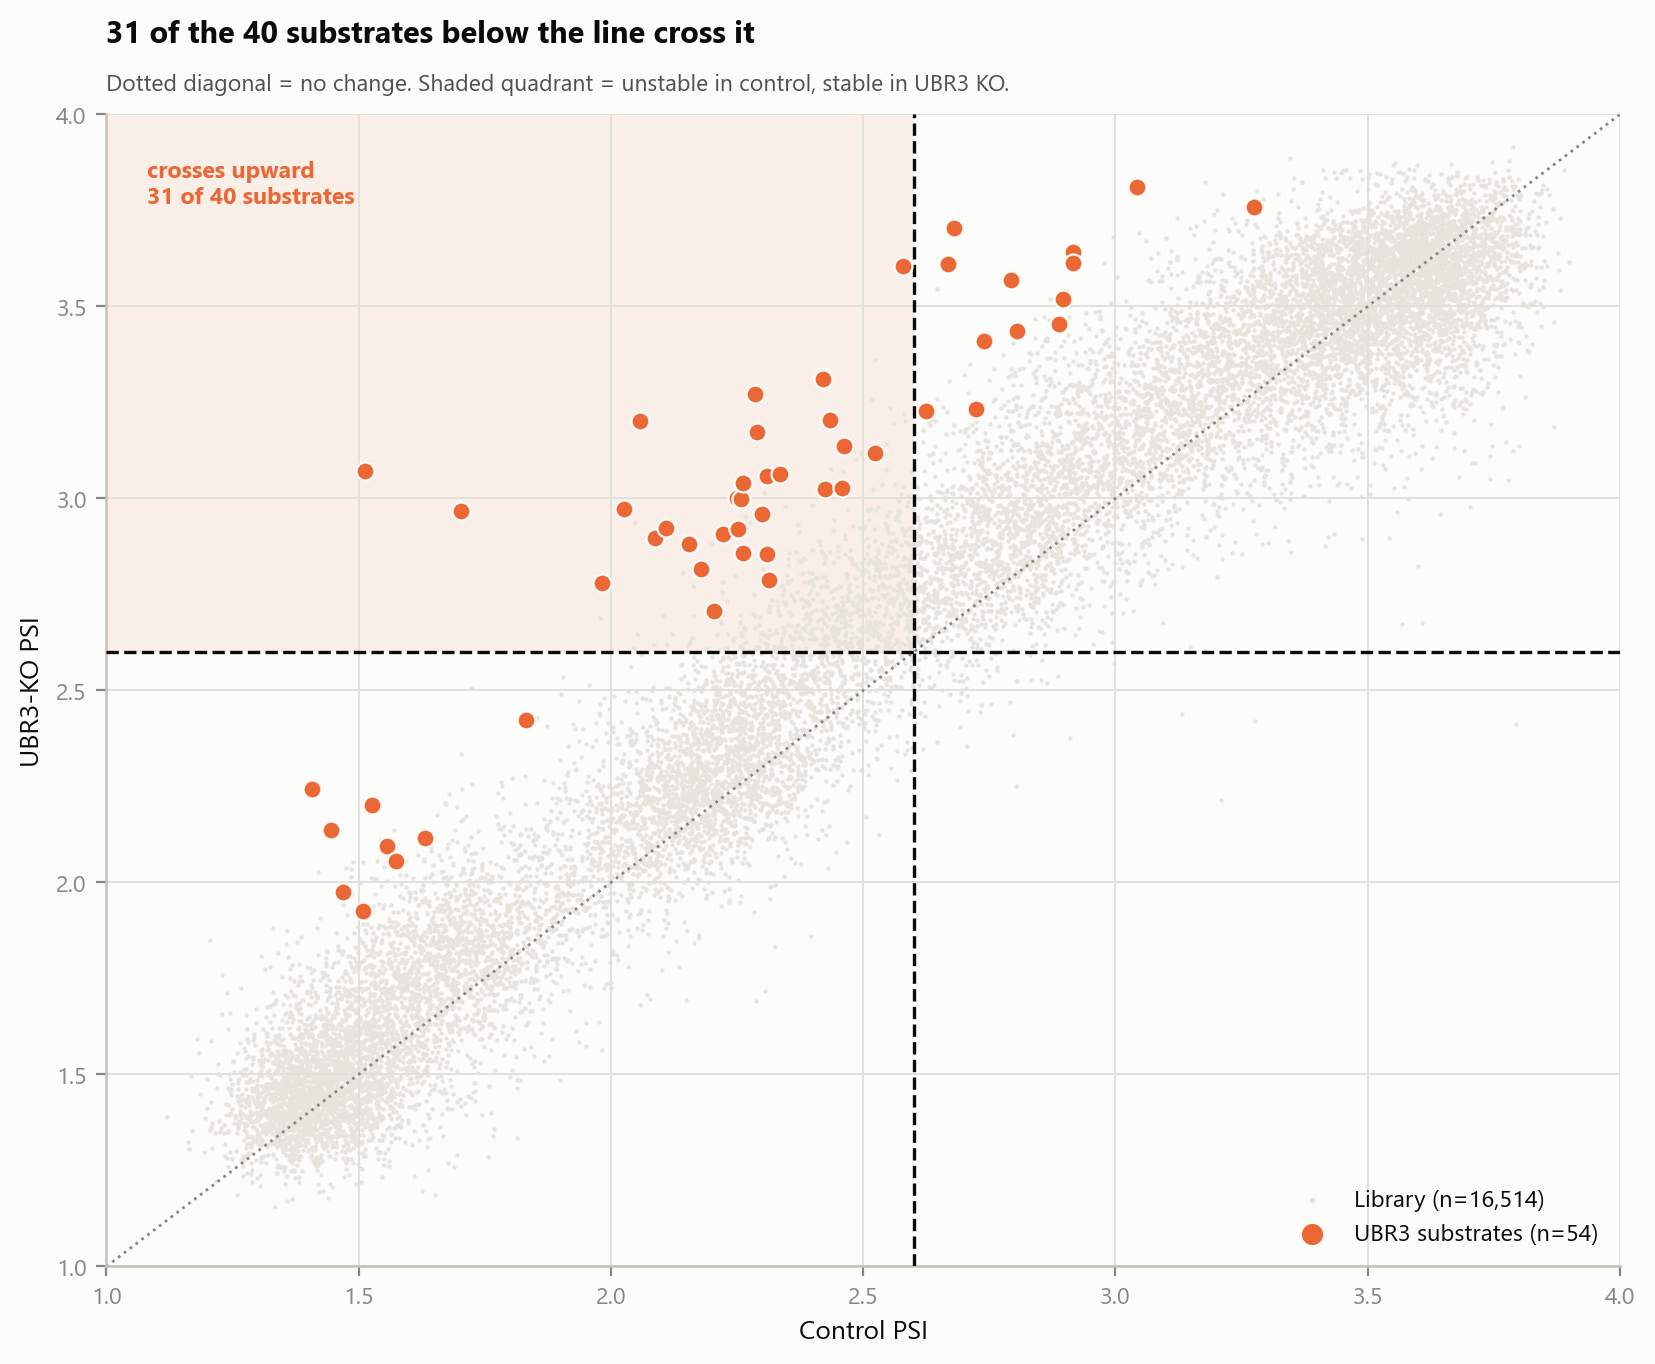 31 of the 40 substrates below the line cross it
Dotted diagonal = no change. Shaded quadrant = unstable in control, stable in UBR3 KO.
crosses upward
31 of 40 substrates
4.0
3.5
3.0
2.5
2.0
1.5
1.0
UBR3-KO PSI
Library (n=16,514)
UBR3 substrates (n=54)
1.0 1.5 2.0 2.5 3.0 3.5 4.0
Control PSI